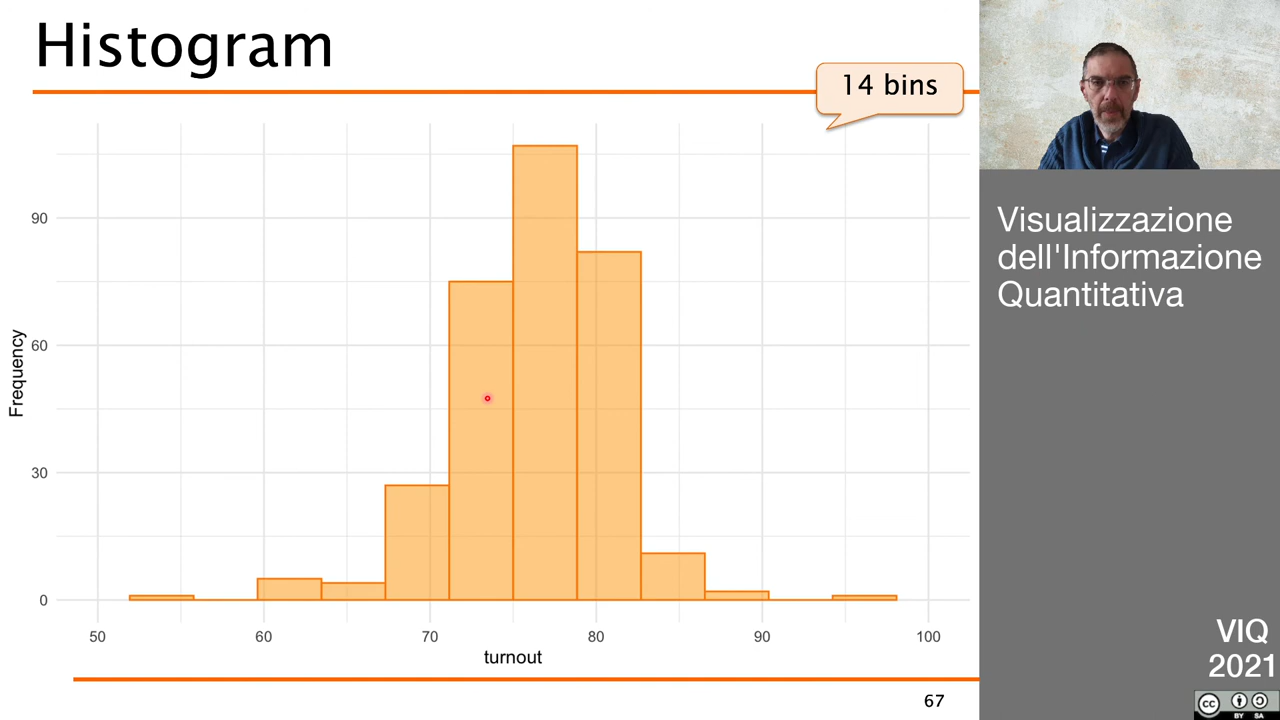 Histogram
14 bins
Frequency
90
60
30
0
50 60 70 80 90 100
turnout
67
Visualizzazione
dell'Informazione
Quantitativa
VIQ
2021
cc
BY SA